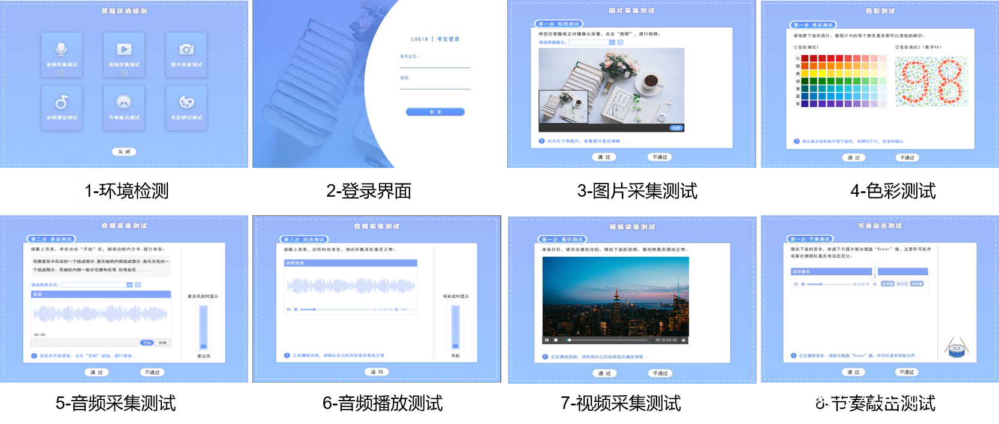 答题环境检测
音频采集测试
视频采集测试
图片采集测试
音频播放测试
节奏敲击测试
色彩辨识测试
关 闭
1-环境检测
LOGIN | 考生登录
准考证号:
密码:
登 录
2-登录界面
图片采集测试
第一步 拍照测试
将空白答题纸正对摄像头放置，点击“拍照”，进行拍照:
请选择摄像头:
拍照
点击左下角图片，查看图片是否清晰....
通 过
不通过
3-图片采集测试
色彩测试
第一步 色彩测试
请观察下面的图片，看图片中的每个颜色是否都可以清楚的辨识:
①色彩测试1
②色彩测试2（数字98）
红
橙
黄
绿
青
蓝
紫
98
请认真识别色板中每个颜色，若辨识不出，找老师确认...
通 过
不通过
4-色彩测试
音频采集测试
第二步 录音测试
请戴上耳麦，并在点击“开始”后，朗读边框内文字.进行录音:
花瓣是花中花冠的一个组成部分.是花被的内部组成部分.是花无性的一
个组成部分。花被的内部一般分花瓣和花萼.但有些花......
请选择麦克风:
录音
00:00
开始
回放
麦克风实时显示
麦克风
您还未开始录音，点击“开始”按钮，进行录音...
通 过
不通过
5-音频采集测试
音频采集测试
第三步 回放测试
请戴上耳麦，试听回放录音，测试所戴耳机是否正常:
试听回放
00:10/03:00
耳机实时显示
耳机
正在播放回放，请确认自己的耳机录音是否正常
返 回
6-音频播放测试
视频采集测试
第一步 看听测试
准备好后，请点击播放按钮，播放下面的视频，看视频是否播放正常:
00:01/03:00
正在播放视频，请检测自己的视频是否播放清楚...
通 过
不通过
7-视频采集测试
节奏敲击测试
第一步 节奏测试
播放下面的音乐，根据下方提示敲击键盘“Enter”键，注意听耳机并
观察右侧图标是否有动态变化:
试听音乐
左声道
右声道
正在播放音乐..请敲击键盘“Enter”键，听耳机是否有敲击声...
通 过
不通过
8-节奏敲击测试